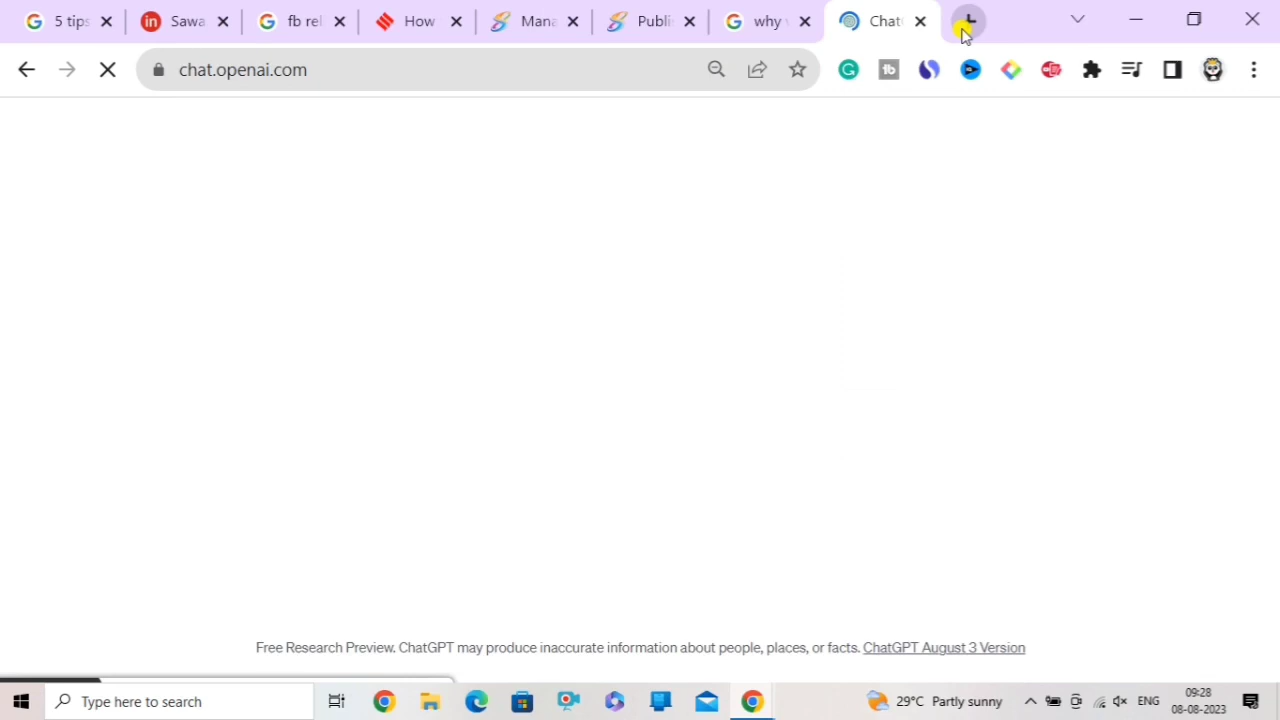 5 tips
Sawa
fb rel
How
Mana
Publi
why
Chat
chat.openai.com
Free Research Preview. ChatGPT may produce inaccurate information about people, places, or facts. ChatGPT August 3 Version
Type here to search
29°C Partly sunny
ENG
09:28
08-08-2023